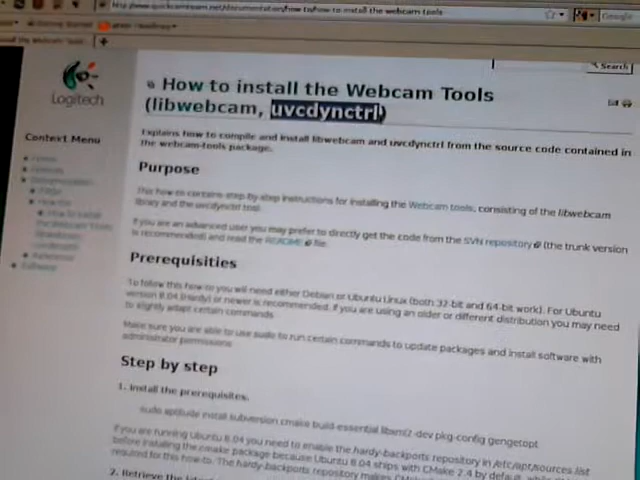 http://www.quickcamteam.net/documentation/how-to/how-to-install-the-webcam-tools
Google
Search
Logitech
How to install the Webcam Tools
(libwebcam, uvcdynctrl)
Context Menu
Explains how to compile and install libwebcam and uvcdynctrl from the source code contained in
the webcam-tools package.
Purpose
This how-to contains step-by-step instructions for installing the Webcam tools, consisting of the libwebcam
library and the uvcdynctrl tool.
If you are an advanced user you may prefer to directly get the code from the SVN repository (the trunk version
is recommended) and read the README file.
Prerequisites
To follow this how to you will need either Debian or Ubuntu Linux (both 32-bit and 64-bit work). For Ubuntu
version 8.04 (Hardy) or newer is recommended. If you are using an older or different distribution you may need
to slightly adapt certain commands.
Make sure you are able to use sudo to run certain commands to update packages and install software with
administrator permissions.
Step by step
1. Install the prerequisites.
sudo aptitude install subversion cmake build-essential libxml2-dev pkg-config gengetopt
If you are running Ubuntu 8.04 you need to enable the hardy-backports repository in /etc/apt/sources.list
before installing the cmake package because Ubuntu 8.04 ships with CMake 2.4 by default, while
required for this how-to. The hardy-backports repository makes CMake
2. Retrieve the